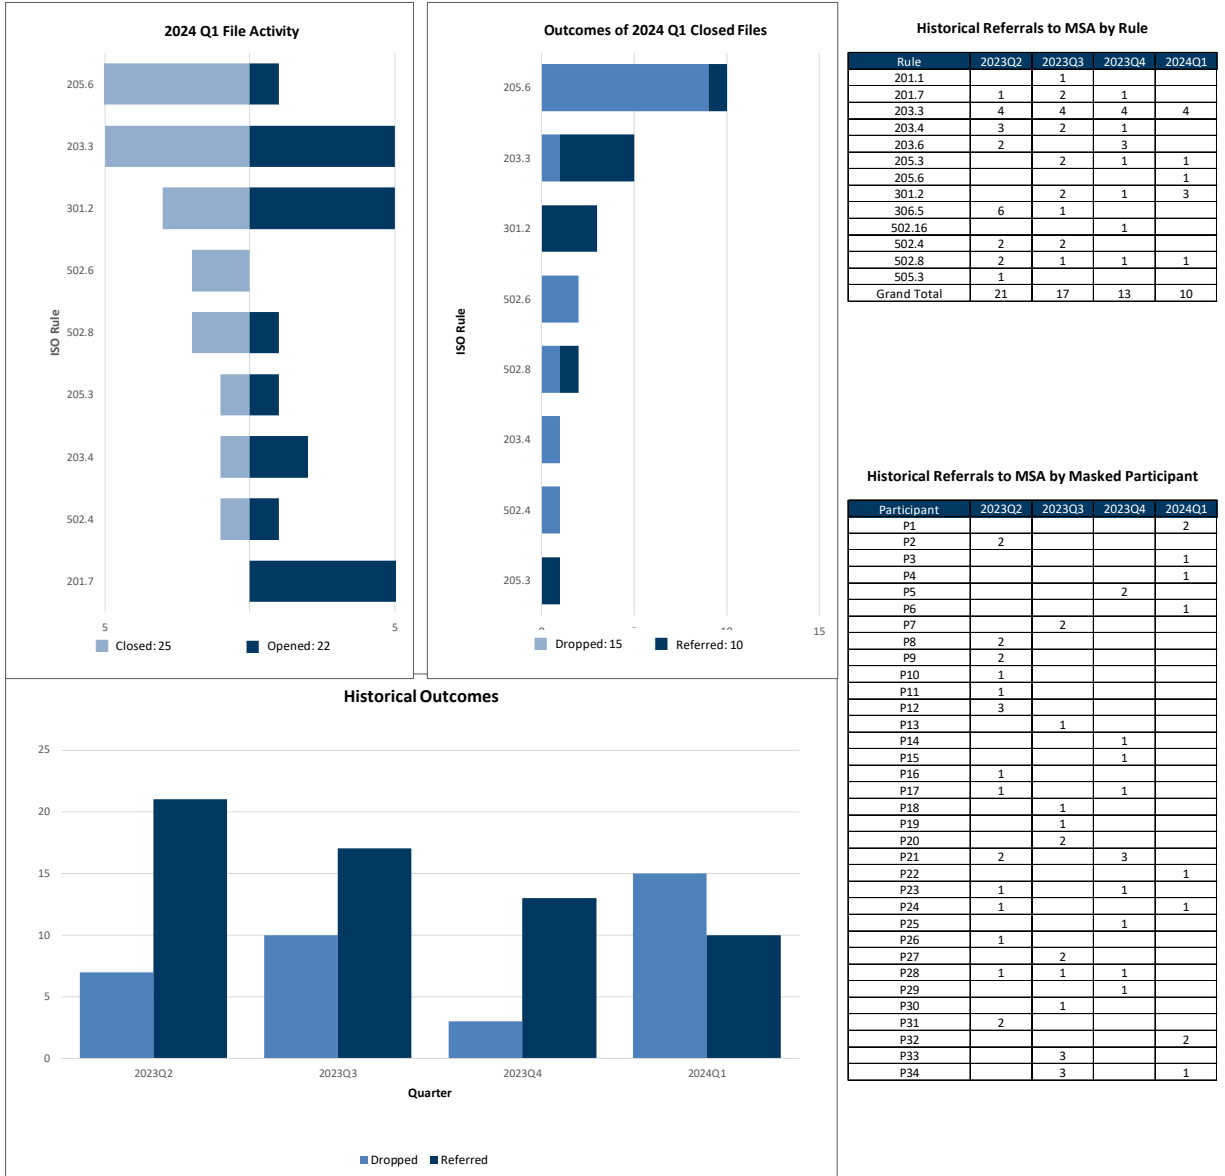 2024 Q1 File Activity
205.6
203.3
301.2
502.6
502.8
205.3
203.4
502.4
201.7
ISO Rule
5 5
Closed: 25 Opened: 22
Outcomes of 2024 Q1 Closed Files
205.6
203.3
301.2
502.6
502.8
203.4
502.4
205.3
ISO Rule
15
Dropped: 15 Referred: 10
Historical Outcomes
25
20
15
10
5
0
2023Q2 2023Q3 2023Q4 2024Q1
Quarter
Dropped Referred
Historical Referrals to MSA by Rule
Rule 2023Q2 2023Q3 2023Q4 2024Q1
201.1 1
201.7 1 2 1
203.3 4 4 4 4
203.4 3 2 1
203.6 2 3
205.3 2 1 1
205.6 1
301.2 2 1 3
306.5 6 1
502.16 1
502.4 2 2
502.8 2 1 1 1
505.3 1
Grand Total 21 17 13 10
Historical Referrals to MSA by Masked Participant
Participant 2023Q2 2023Q3 2023Q4 2024Q1
P1 2
P2 2
P3 1
P4 1
P5 2
P6 1
P7 2
P8 2
P9 2
P10 1
P11 1
P12 3
P13 1
P14 1
P15 1
P16 1
P17 1 1
P18 1
P19 1
P20 2
P21 2 3
P22 1
P23 1 1
P24 1 1
P25 1
P26 1
P27 2
P28 1 1 1
P29 1
P30 1
P31 2
P32 2
P33 3
P34 3 1